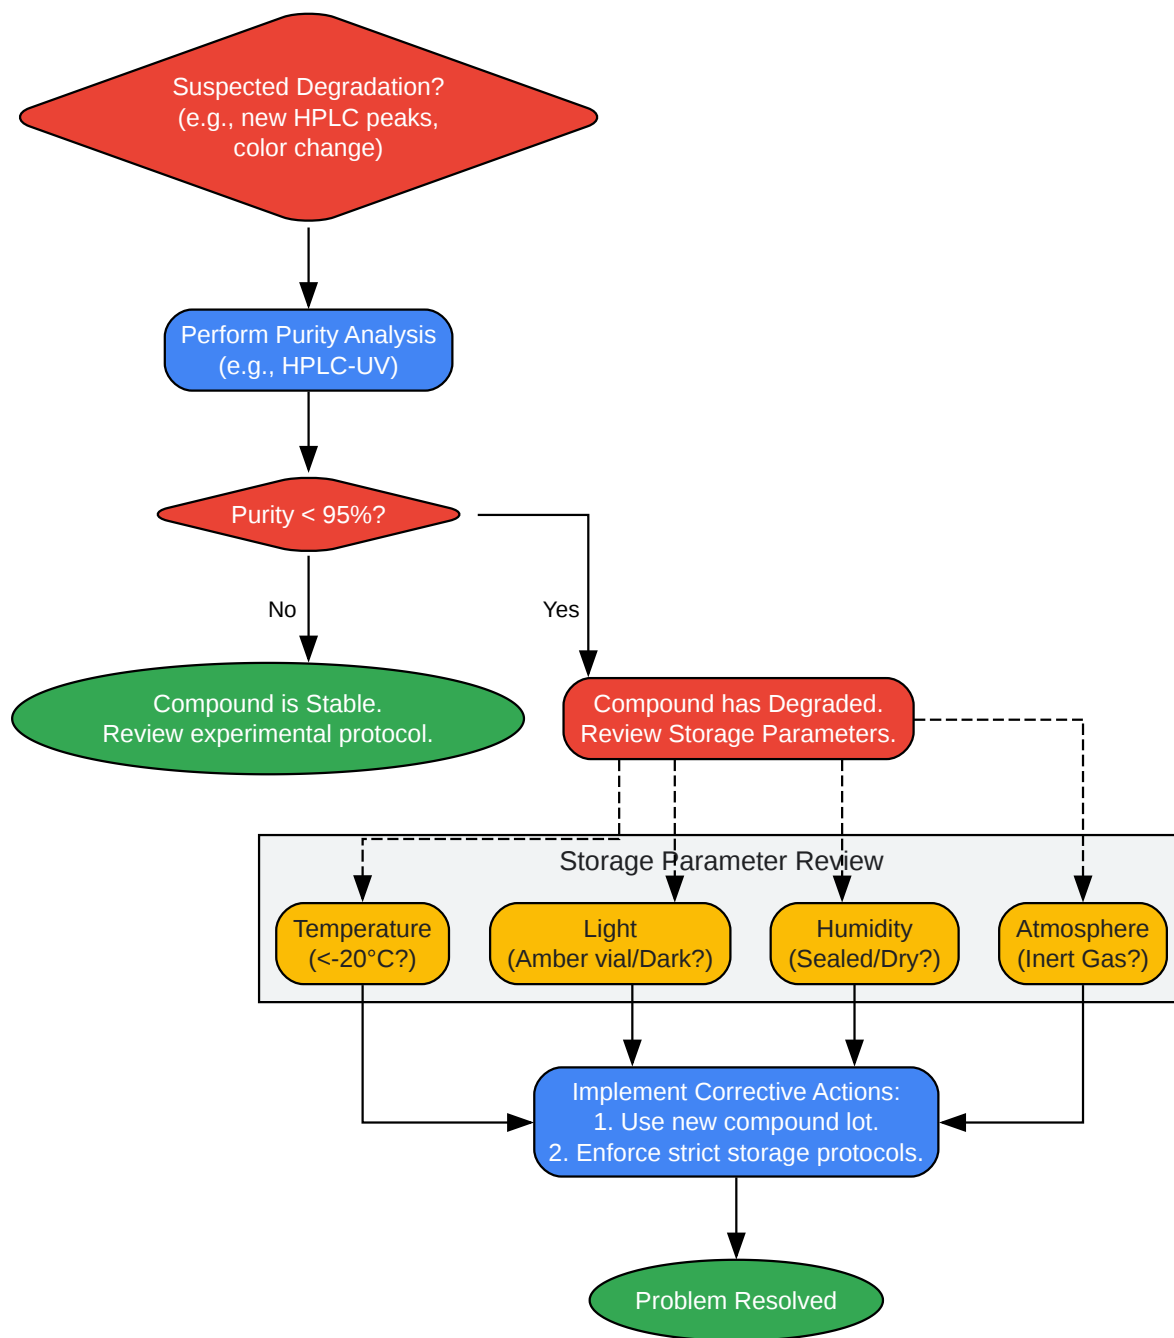 Suspected Degradation?
(e.g., new HPLC peaks,
color change)
Perform Purity Analysis
(e.g., HPLC-UV)
Purity < 95%?
No
Yes
Compound is Stable.
Review experimental protocol.
Compound has Degraded.
Review Storage Parameters.
Storage Parameter Review
Temperature
(<-20°C?)
Light
(Amber vial/Dark?)
Humidity
(Sealed/Dry?)
Atmosphere
(Inert Gas?)
Implement Corrective Actions:
1. Use new compound lot.
2. Enforce strict storage protocols.
Problem Resolved